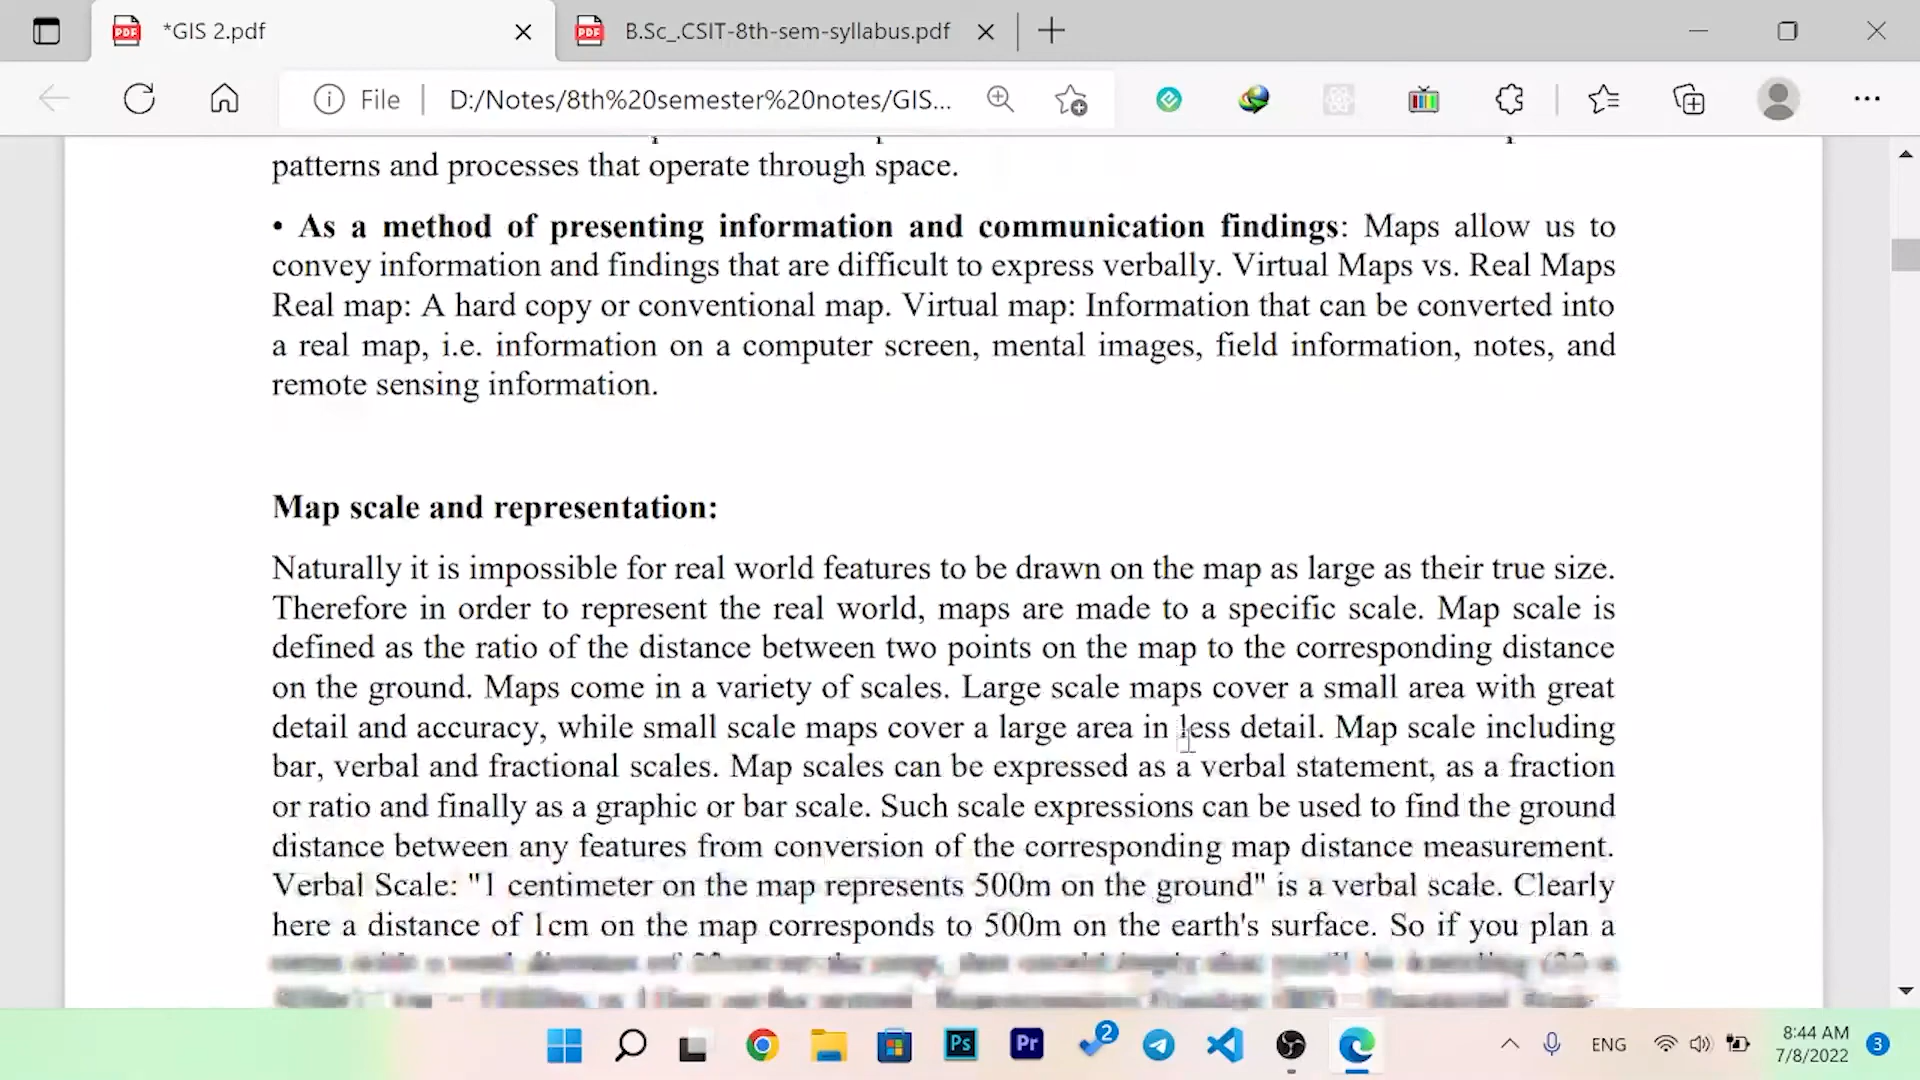 *GIS 2.pdf
B.Sc_.CSIT-8th-sem-syllabus.pdf
File
D:/Notes/8th%20semester%20notes/GIS...
patterns and processes that operate through space.
• As a method of presenting information and communication findings: Maps allow us to
convey information and findings that are difficult to express verbally. Virtual Maps vs. Real Maps
Real map: A hard copy or conventional map. Virtual map: Information that can be converted into
a real map, i.e. information on a computer screen, mental images, field information, notes, and
remote sensing information.
Map scale and representation:
Naturally it is impossible for real world features to be drawn on the map as large as their true size.
Therefore in order to represent the real world, maps are made to a specific scale. Map scale is
defined as the ratio of the distance between two points on the map to the corresponding distance
on the ground. Maps come in a variety of scales. Large scale maps cover a small area with great
detail and accuracy, while small scale maps cover a large area in less detail. Map scale including
bar, verbal and fractional scales. Map scales can be expressed as a verbal statement, as a fraction
or ratio and finally as a graphic or bar scale. Such scale expressions can be used to find the ground
distance between any features from conversion of the corresponding map distance measurement.
Verbal Scale: "1 centimeter on the map represents 500m on the ground" is a verbal scale. Clearly
here a distance of 1cm on the map corresponds to 500m on the earth's surface. So if you plan a
Ps
Pr
2
ENG
8:44 AM
7/8/2022
3